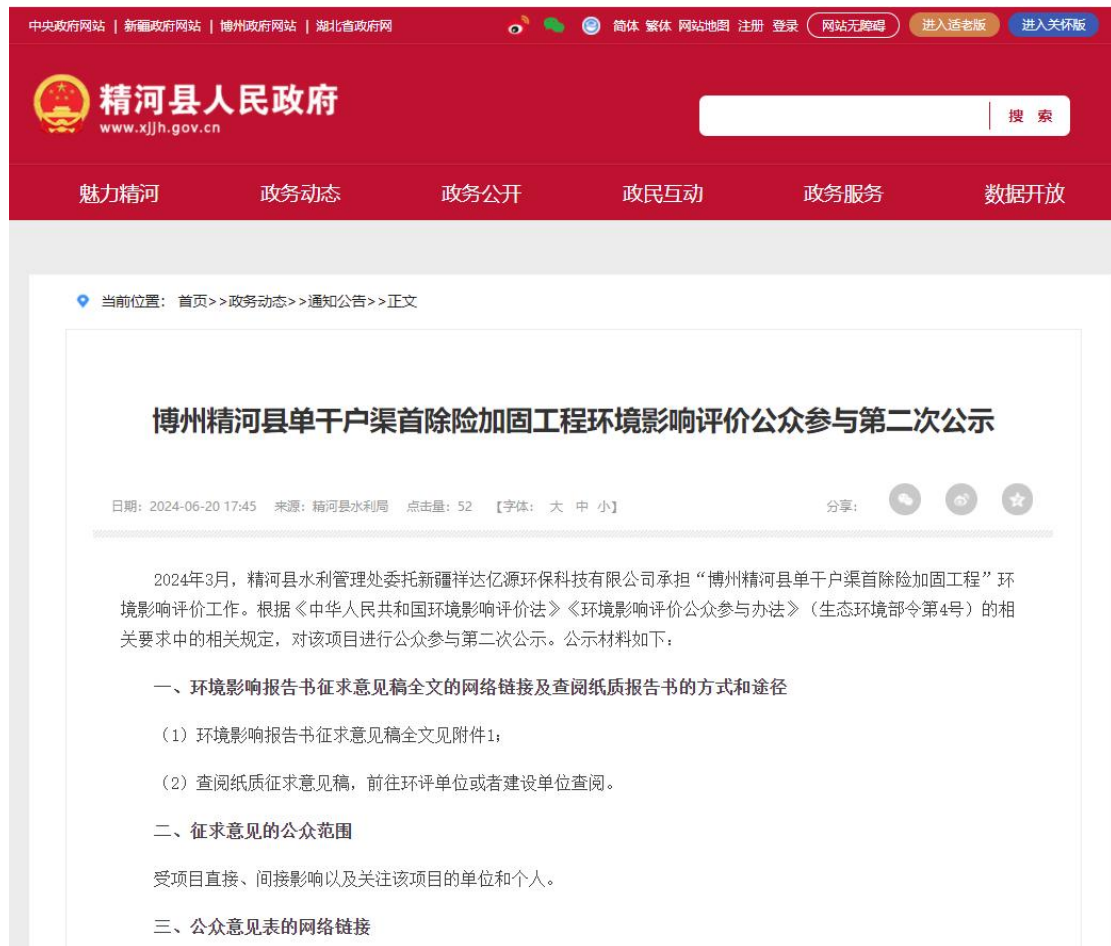 中央政府网站 | 新疆政府网站 | 博州政府网站 | 湖北省政府网 简体 繁体 网站地图 注册 登录 网站无障碍 进入适老版 进入关怀版
精河县人民政府
www.xjjh.gov.cn
搜 索
魅力精河 政务动态 政务公开 政民互动 政务服务 数据开放
当前位置： 首页>>政务动态>>通知公告>>正文
博州精河县单干户渠首除险加固工程环境影响评价公众参与第二次公示
日期：2024-06-20 17:45 来源：精河县水利局 点击量：52 【字体： 大 中 小】 分享：
2024年3月，精河县水利管理处委托新疆祥达亿源环保科技有限公司承担“博州精河县单干户渠首除险加固工程”环
境影响评价工作。根据《中华人民共和国环境影响评价法》《环境影响评价公众参与办法》（生态环境部令第4号）的相
关要求中的相关规定，对该项目进行公众参与第二次公示。公示材料如下：
一、环境影响报告书征求意见稿全文的网络链接及查阅纸质报告书的方式和途径
（1）环境影响报告书征求意见稿全文见附件1；
（2）查阅纸质征求意见稿，前往环评单位或者建设单位查阅。
二、征求意见的公众范围
受项目直接、间接影响以及关注该项目的单位和个人。
三、公众意见表的网络链接